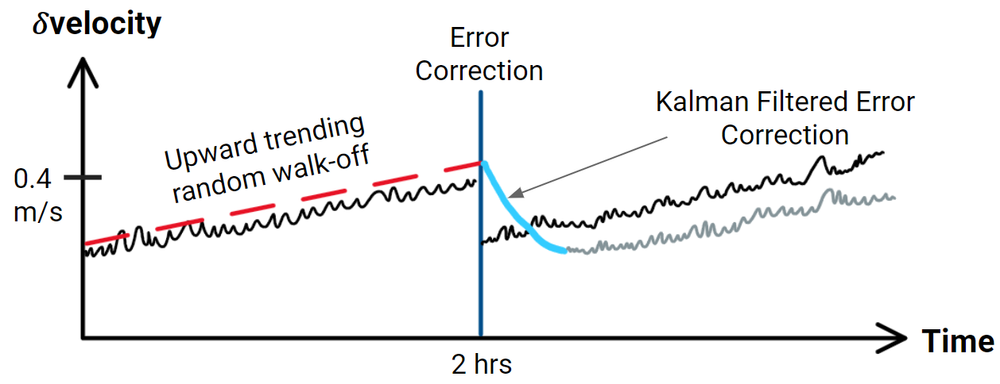 δvelocity
Error
Correction
Kalman Filtered Error
Correction
Upward trending
random walk-off
0.4
m/s
Time
2 hrs